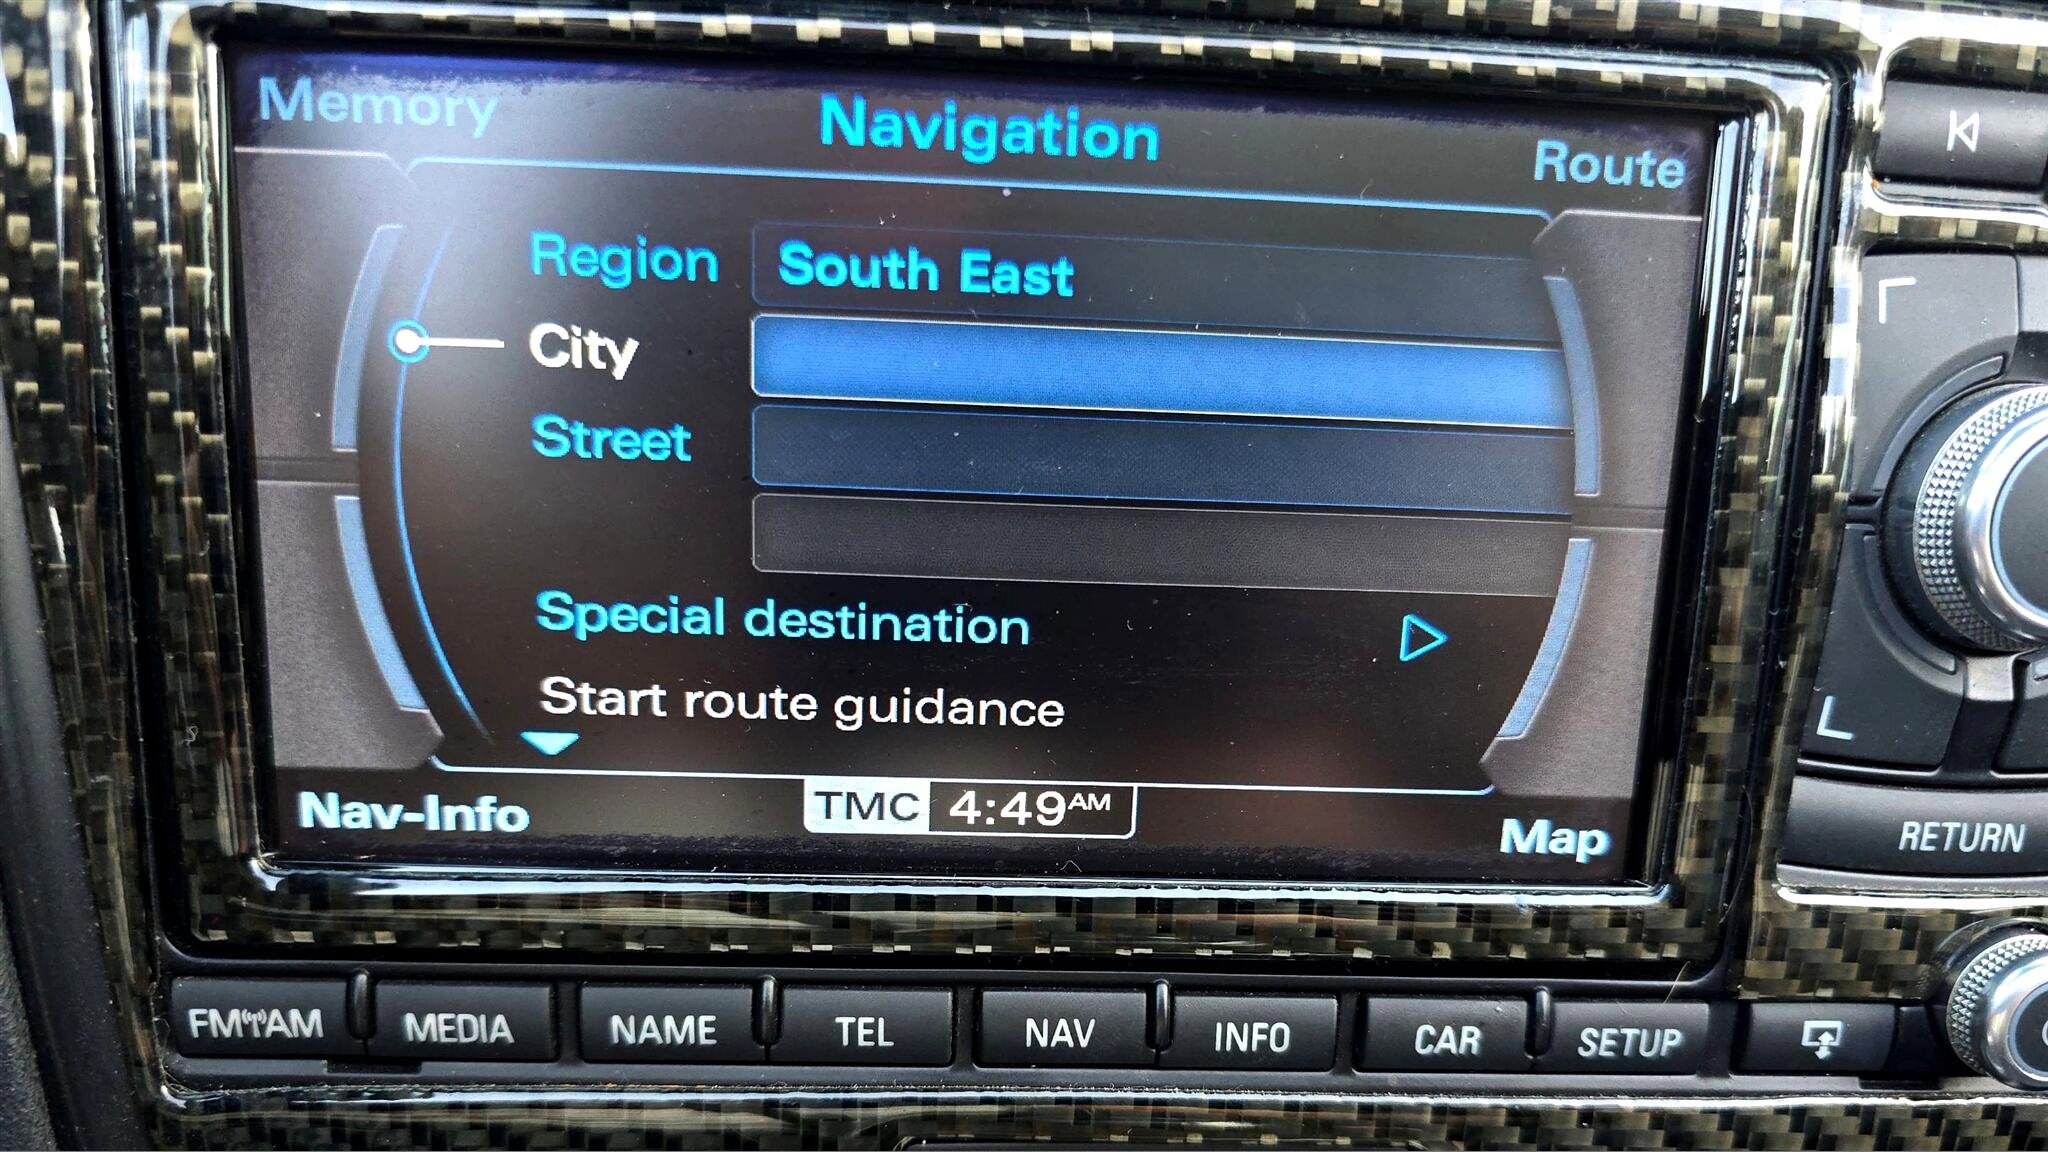 Memory Navigation Route
Region South East
City
Street
Special destination
Start route guidance
Nav-Info TMC 4:49AM Map
RETURN
FM AM MEDIA NAME TEL NAV INFO CAR SETUP